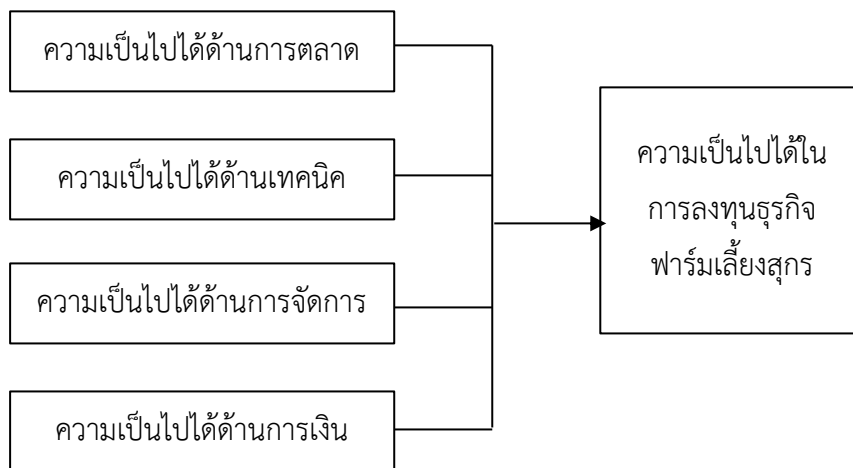 ความเป็นไปได้ด้านการตลาด
ความเป็นไปได้ด้านเทคนิค
ความเป็นไปได้ด้านการจัดการ
ความเป็นไปได้ด้านการเงิน
ความเป็นไปได้ใน
การลงทุนธุรกิจ
ฟาร์มเลี้ยงสุกร